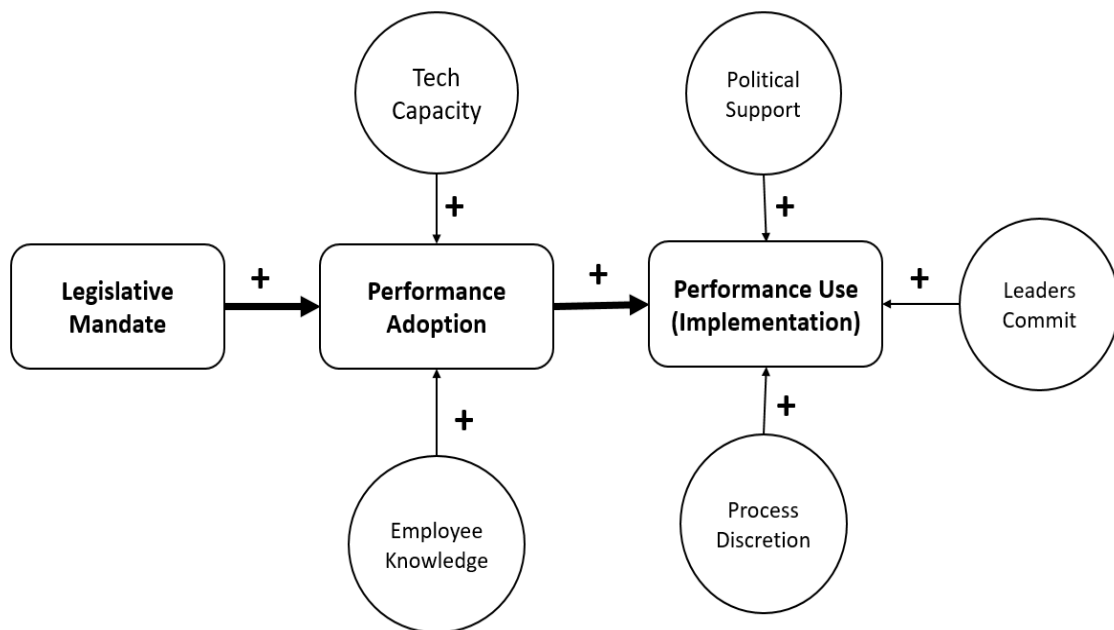 Tech
Capacity
Political
Support
+
+
Legislative
Mandate
+
Performance
Adoption
+
Performance Use
(Implementation)
+
Leaders
Commit
+
+
Employee
Knowledge
Process
Discretion